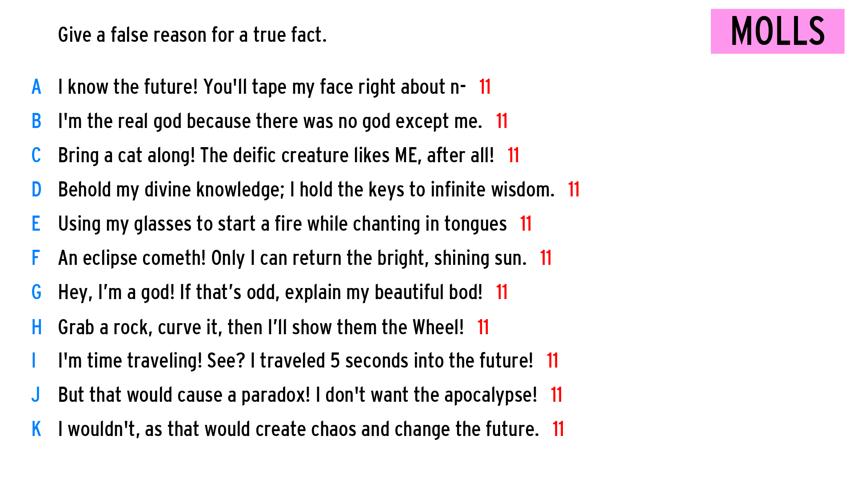 Give a false reason for a true fact.
MOLLS
A I know the future! You'll tape my face right about n- 11
B I'm the real god because there was no god except me. 11
C Bring a cat along! The deific creature likes ME, after all! 11
D Behold my divine knowledge; I hold the keys to infinite wisdom. 11
E Using my glasses to start a fire while chanting in tongues 11
F An eclipse cometh! Only I can return the bright, shining sun. 11
G Hey, I’m a god! If that’s odd, explain my beautiful bod! 11
H Grab a rock, curve it, then I’ll show them the Wheel! 11
I I'm time traveling! See? I traveled 5 seconds into the future! 11
J But that would cause a paradox! I don't want the apocalypse! 11
K I wouldn't, as that would create chaos and change the future. 11